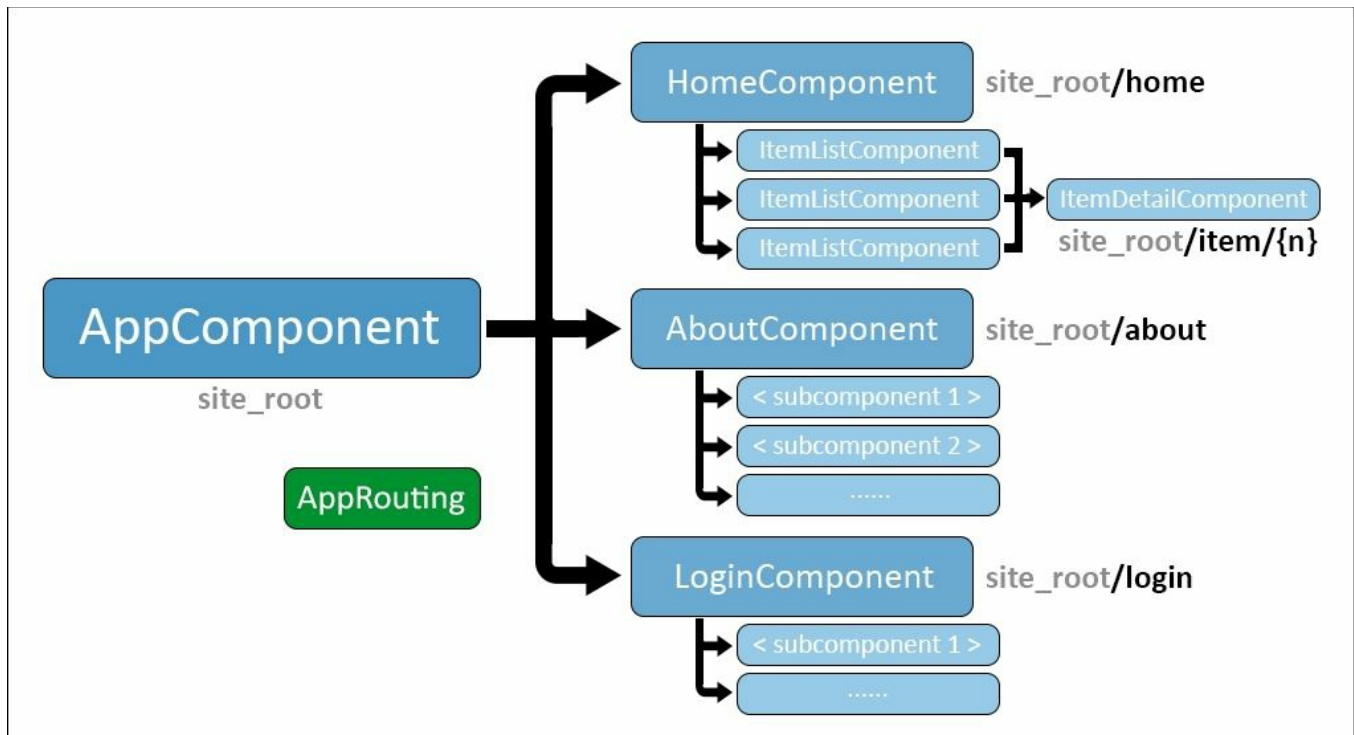 HomeComponent
site_root/home
ItemListComponent
ItemListComponent
ItemListComponent
ItemDetailComponent
site_root/item/{n}
AppComponent
site_root
AppRouting
AboutComponent
site_root/about
< subcomponent 1 >
< subcomponent 2 >
......
LoginComponent
site_root/login
< subcomponent 1 >
......